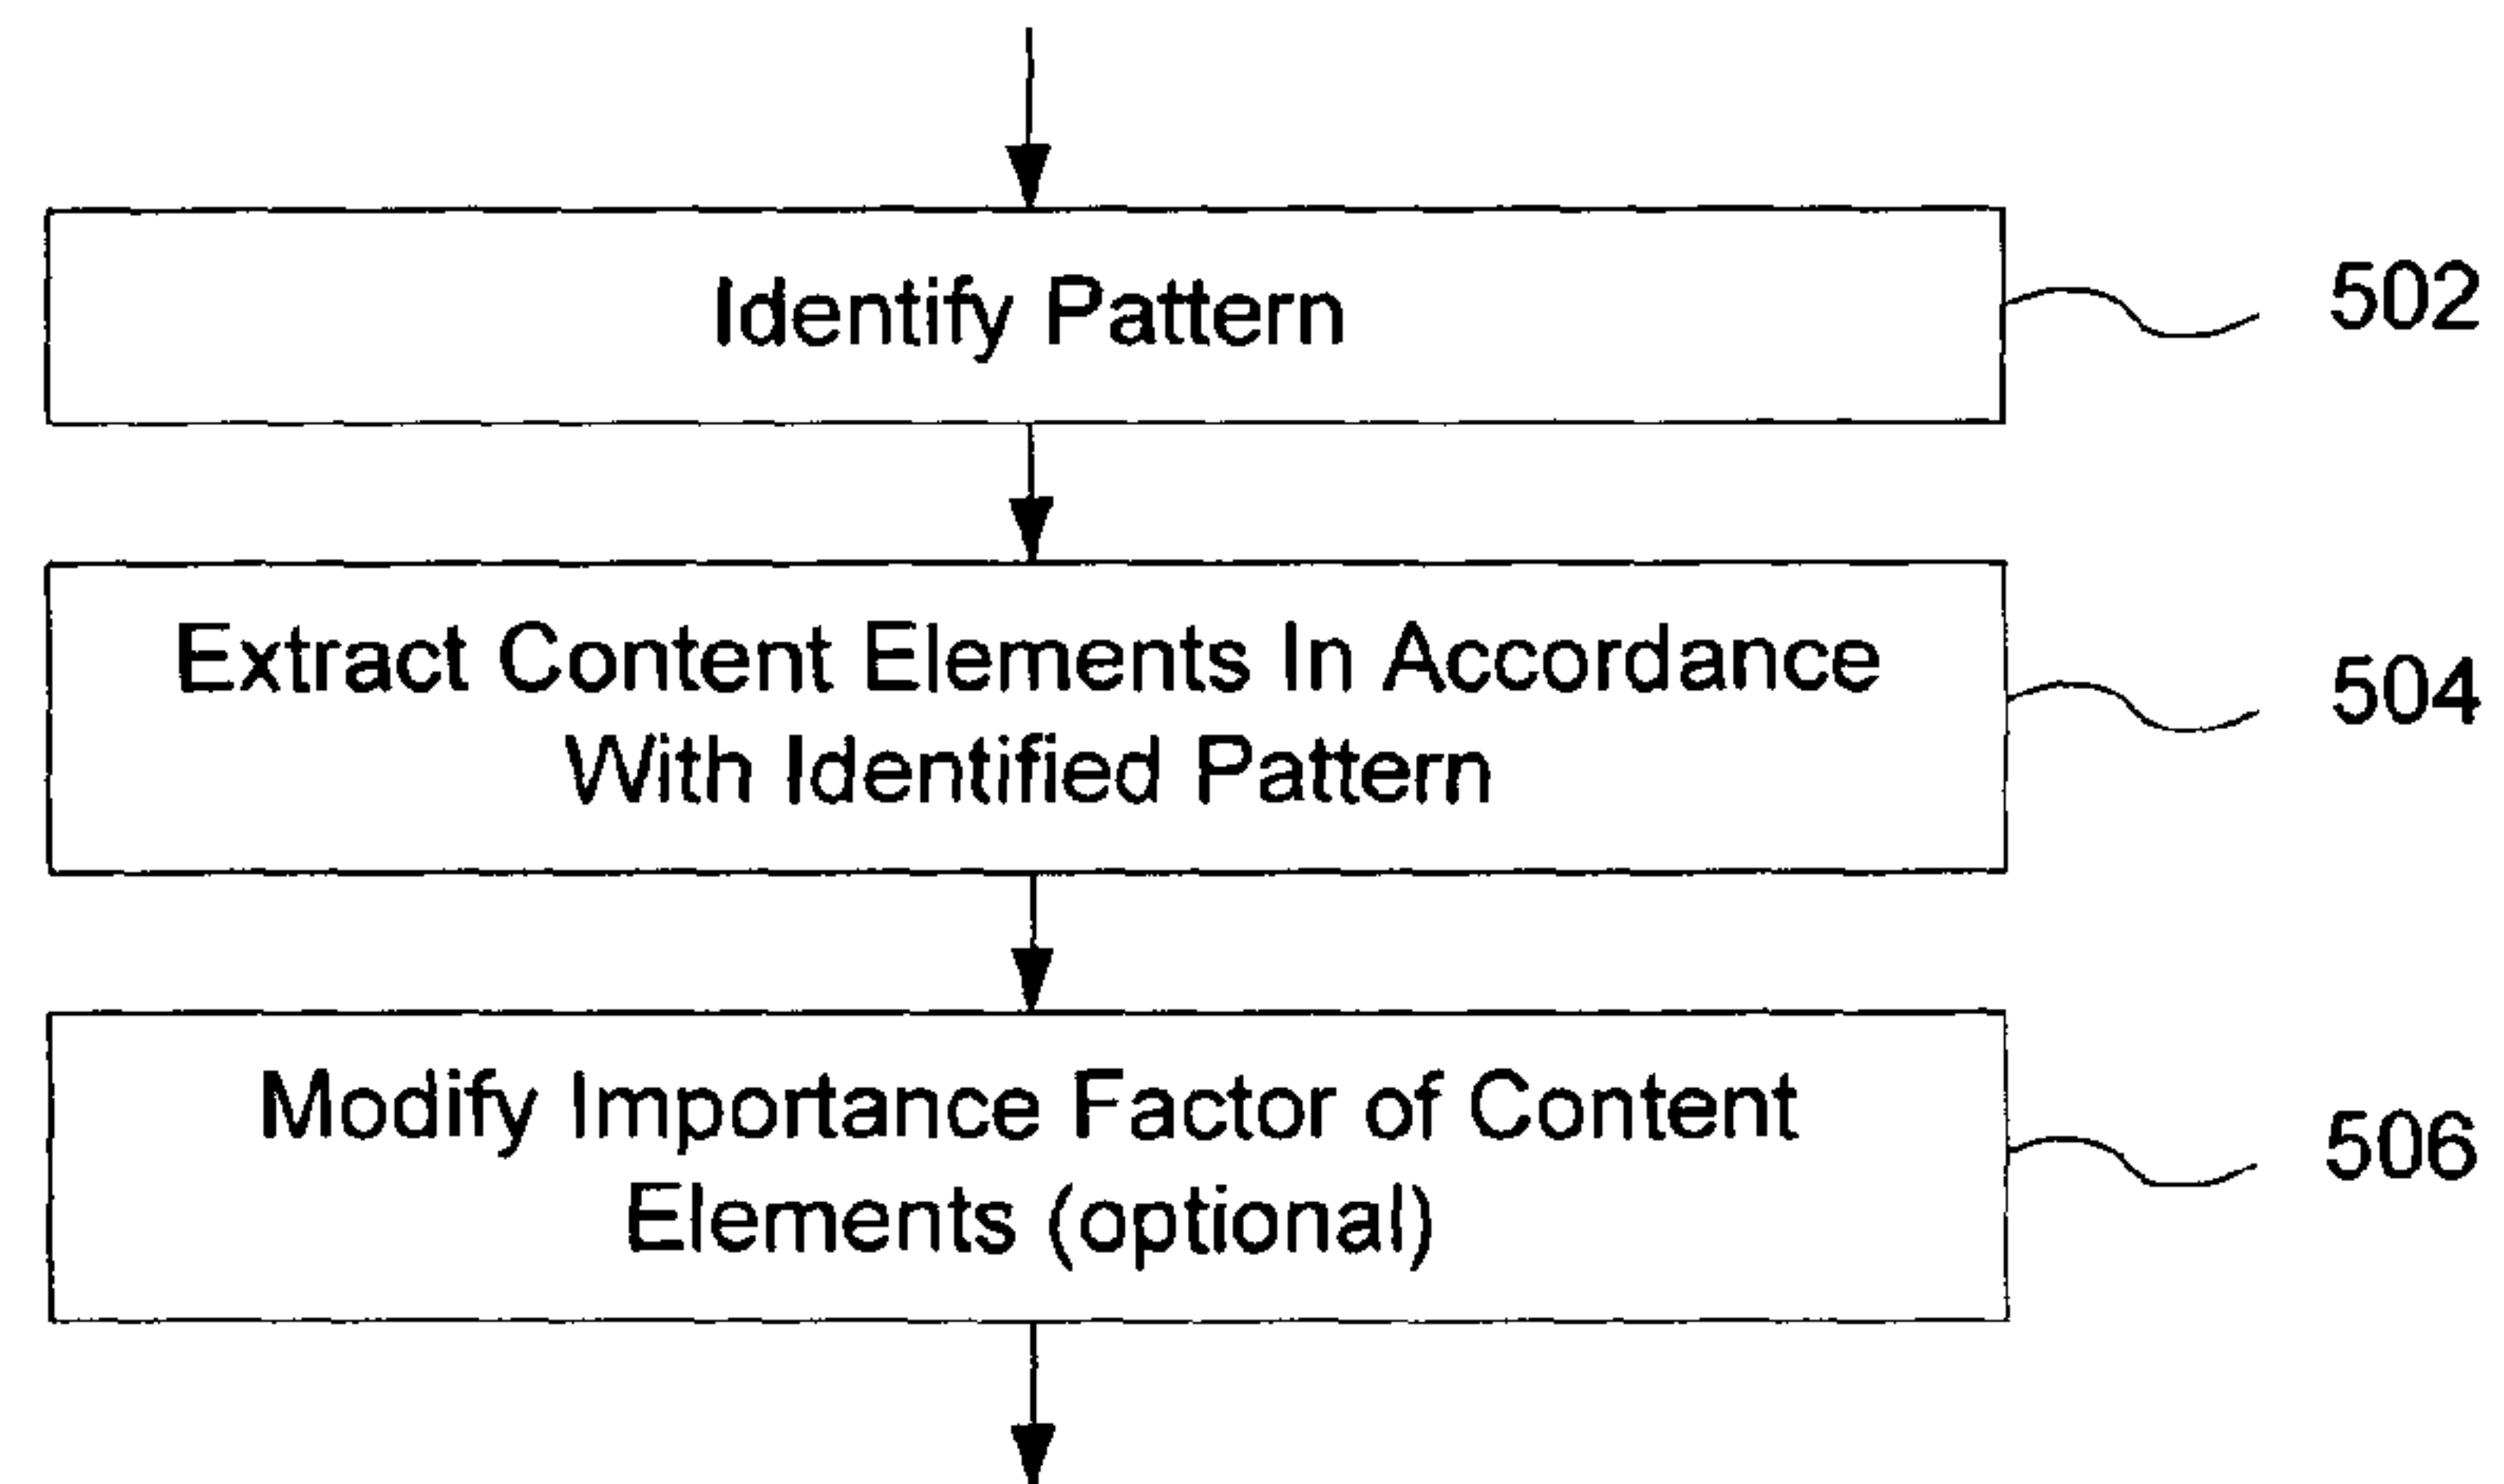 Identify Pattern
502
Extract Content Elements In Accordance
With Identified Pattern
504
Modify Importance Factor of Content
Elements (optional)
506